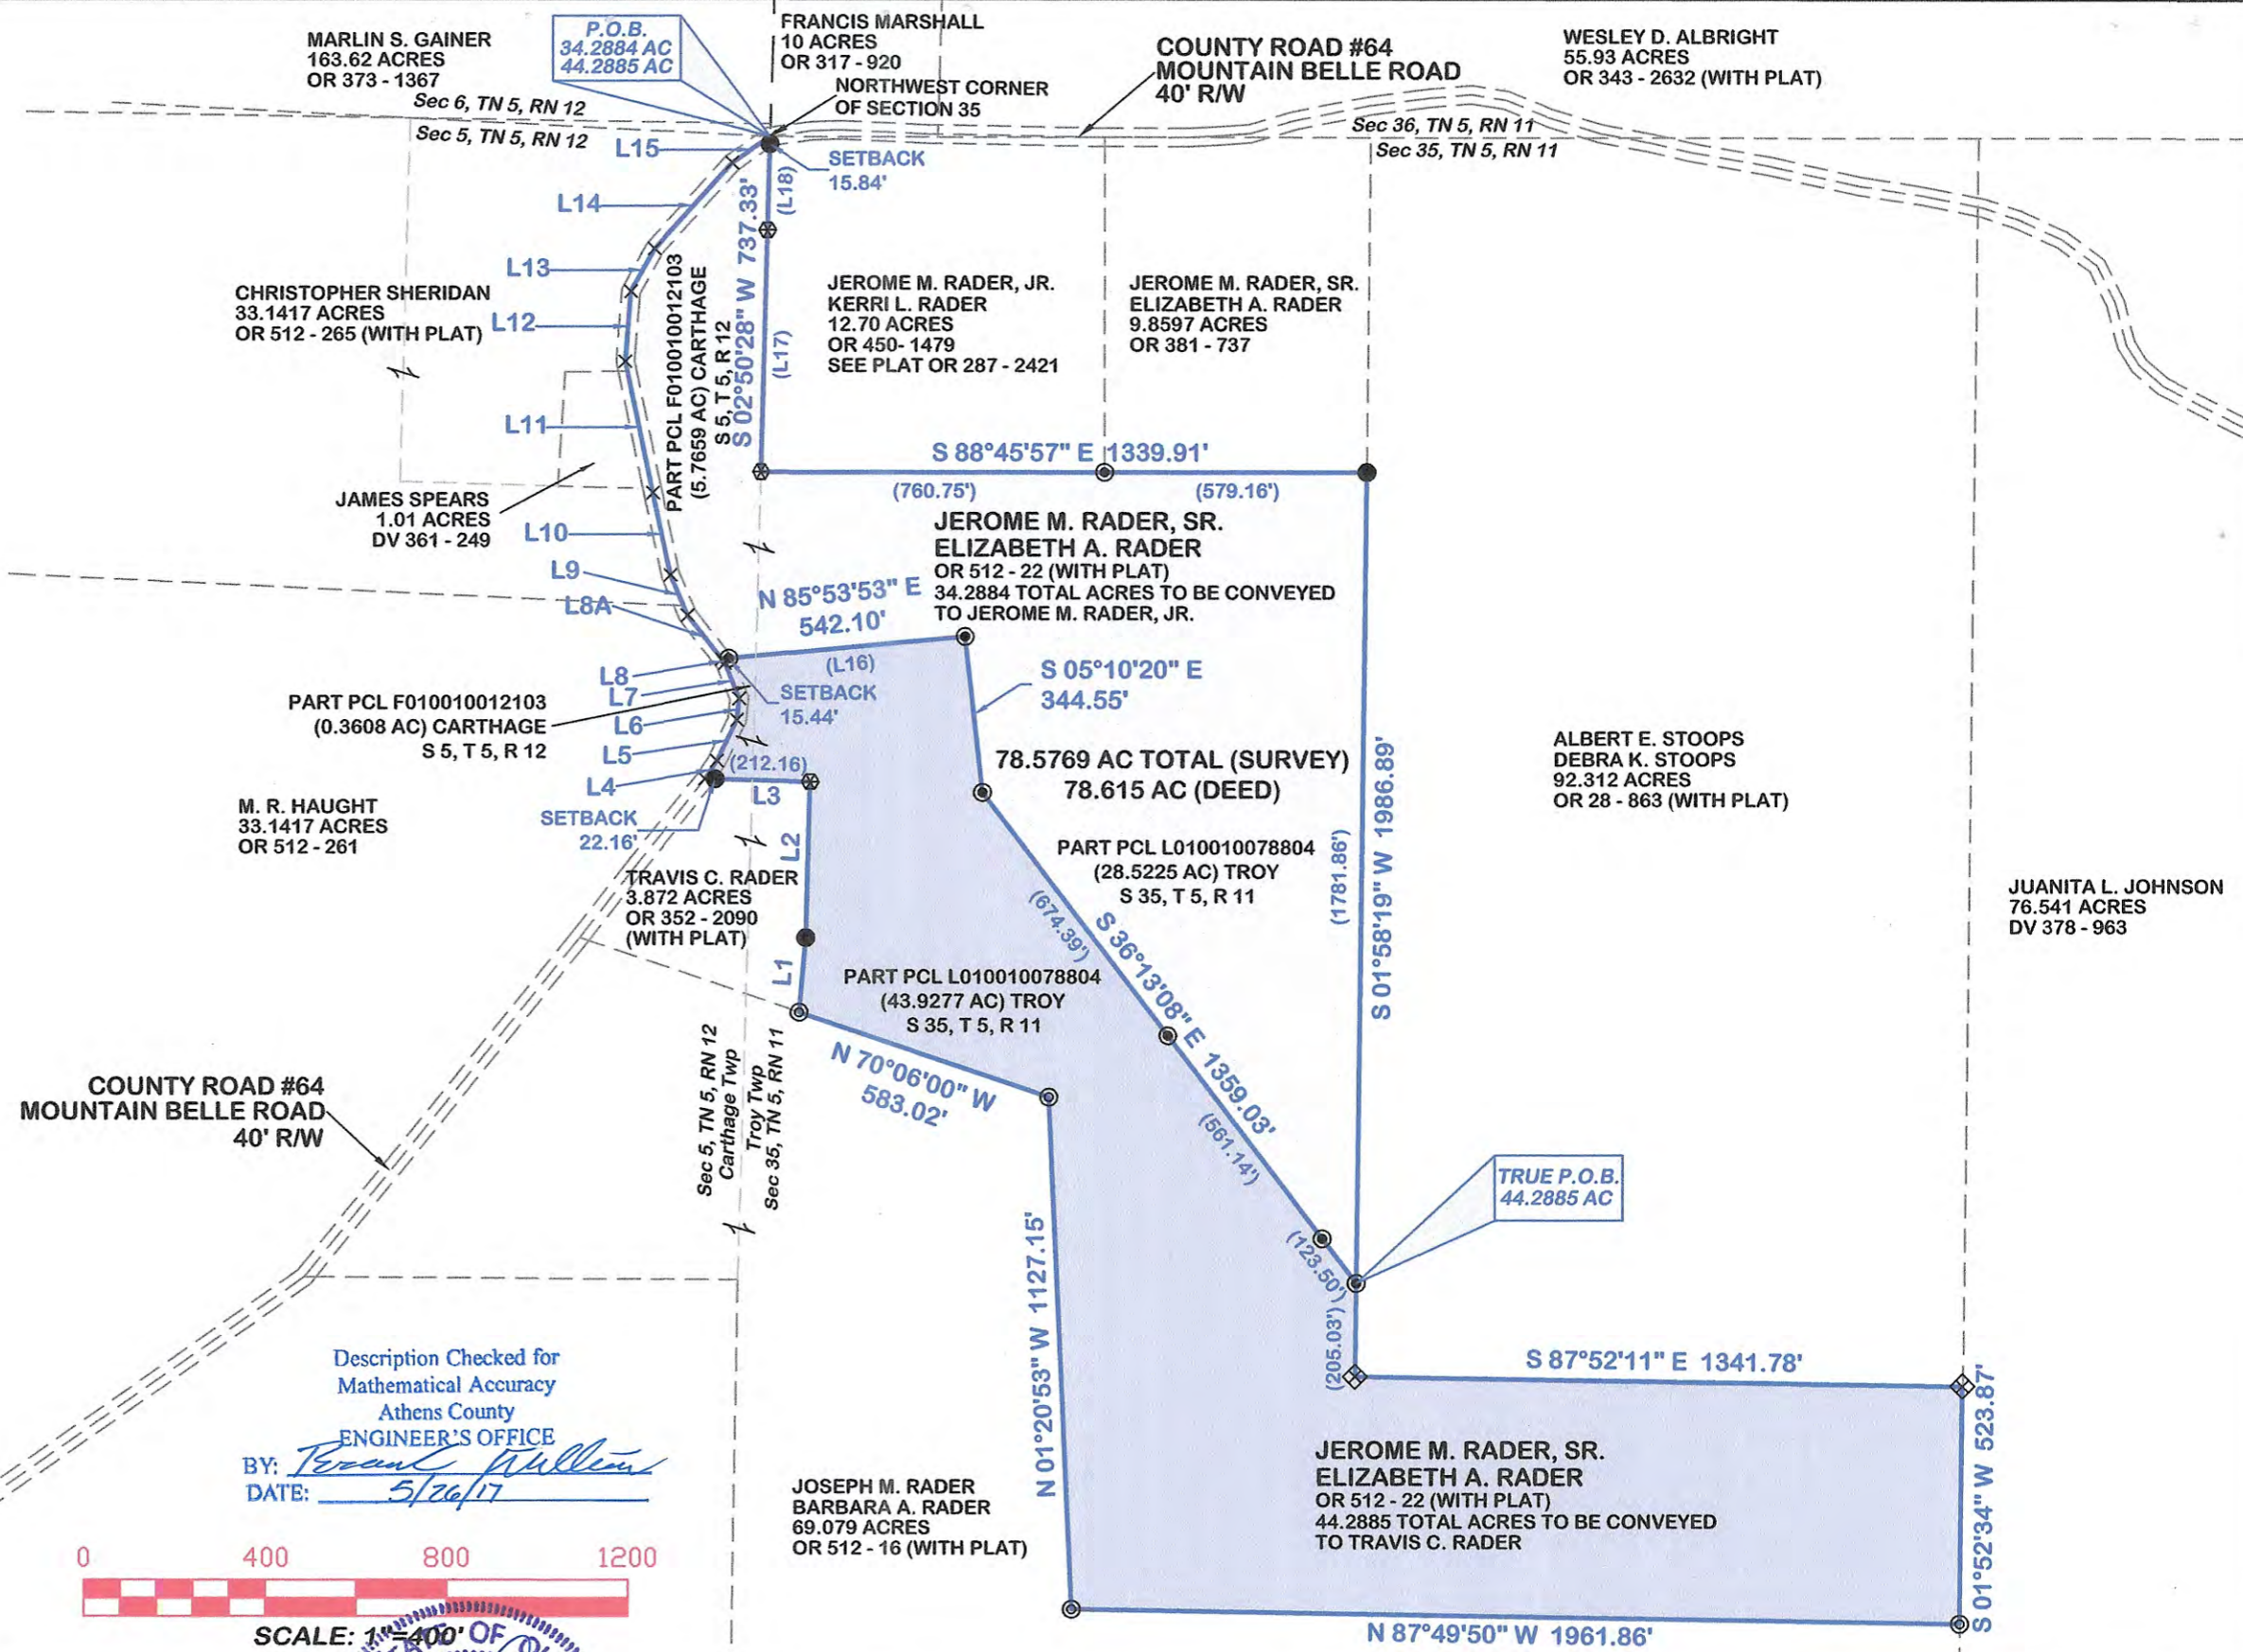 MARLIN S. GAINER
163.62 ACRES
OR 373 - 1367
P.O.B.
34.2884 AC
44.2885 AC
FRANCIS MARSHALL
10 ACRES
OR 317 - 920
NORTHWEST CORNER
OF SECTION 35
COUNTY ROAD #64
MOUNTAIN BELLE ROAD
40' R/W
WESLEY D. ALBRIGHT
55.93 ACRES
OR 343 - 2632 (WITH PLAT)
Sec 6, TN 5, RN 12
Sec 5, TN 5, RN 12
Sec 36, TN 5, RN 11
Sec 35, TN 5, RN 11
L15
SETBACK
15.84'
L14
(L18)
L13
S 02°50'28" W 737.33'
(L17)
PART PCL F010010012103
(5.7659 AC) CARTHAGE
S 5, T 5, R 12
CHRISTOPHER SHERIDAN
33.1417 ACRES
OR 512 - 265 (WITH PLAT)
L12
L11
JEROME M. RADER, JR.
KERRI L. RADER
12.70 ACRES
OR 450- 1479
SEE PLAT OR 287 - 2421
JEROME M. RADER, SR.
ELIZABETH A. RADER
9.8597 ACRES
OR 381 - 737
S 88°45'57" E 1339.91'
(760.75')
(579.16')
JAMES SPEARS
1.01 ACRES
DV 361 - 249
L10
L9
L8A
JEROME M. RADER, SR.
ELIZABETH A. RADER
OR 512 - 22 (WITH PLAT)
34.2884 TOTAL ACRES TO BE CONVEYED
TO JEROME M. RADER, JR.
N 85°53'53" E
542.10'
(L16)
L8
L7
L6
L5
L4
SETBACK
15.44'
S 05°10'20" E
344.55'
PART PCL F010010012103
(0.3608 AC) CARTHAGE
S 5, T 5, R 12
(212.16)
L3
SETBACK
22.16'
78.5769 AC TOTAL (SURVEY)
78.615 AC (DEED)
M. R. HAUGHT
33.1417 ACRES
OR 512 - 261
L2
PART PCL L010010078804
(28.5225 AC) TROY
S 35, T 5, R 11
(1781.86')
S 01°58'19" W 1986.89'
ALBERT E. STOOPS
DEBRA K. STOOPS
92.312 ACRES
OR 28 - 863 (WITH PLAT)
JUANITA L. JOHNSON
76.541 ACRES
DV 378 - 963
TRAVIS C. RADER
3.872 ACRES
OR 352 - 2090
(WITH PLAT)
L1
(674.39')
S 36°13'08" E 1359.03'
(561.14')
(123.50')
(205.03')
PART PCL L010010078804
(43.9277 AC) TROY
S 35, T 5, R 11
N 70°06'00" W
583.02'
Sec 5, TN 5, RN 12
Carthage Twp
Troy Twp
Sec 35, TN 5, RN 11
COUNTY ROAD #64
MOUNTAIN BELLE ROAD
40' R/W
TRUE P.O.B.
44.2885 AC
N 01°20'53" W 1127.15'
S 87°52'11" E 1341.78'
S 01°52'34" W 523.87'
Description Checked for
Mathematical Accuracy
Athens County
ENGINEER'S OFFICE
BY:
DATE: 5/26/17
JOSEPH M. RADER
BARBARA A. RADER
69.079 ACRES
OR 512 - 16 (WITH PLAT)
JEROME M. RADER, SR.
ELIZABETH A. RADER
OR 512 - 22 (WITH PLAT)
44.2885 TOTAL ACRES TO BE CONVEYED
TO TRAVIS C. RADER
N 87°49'50" W 1961.86'
0 400 800 1200
SCALE: 1"=400'
OF